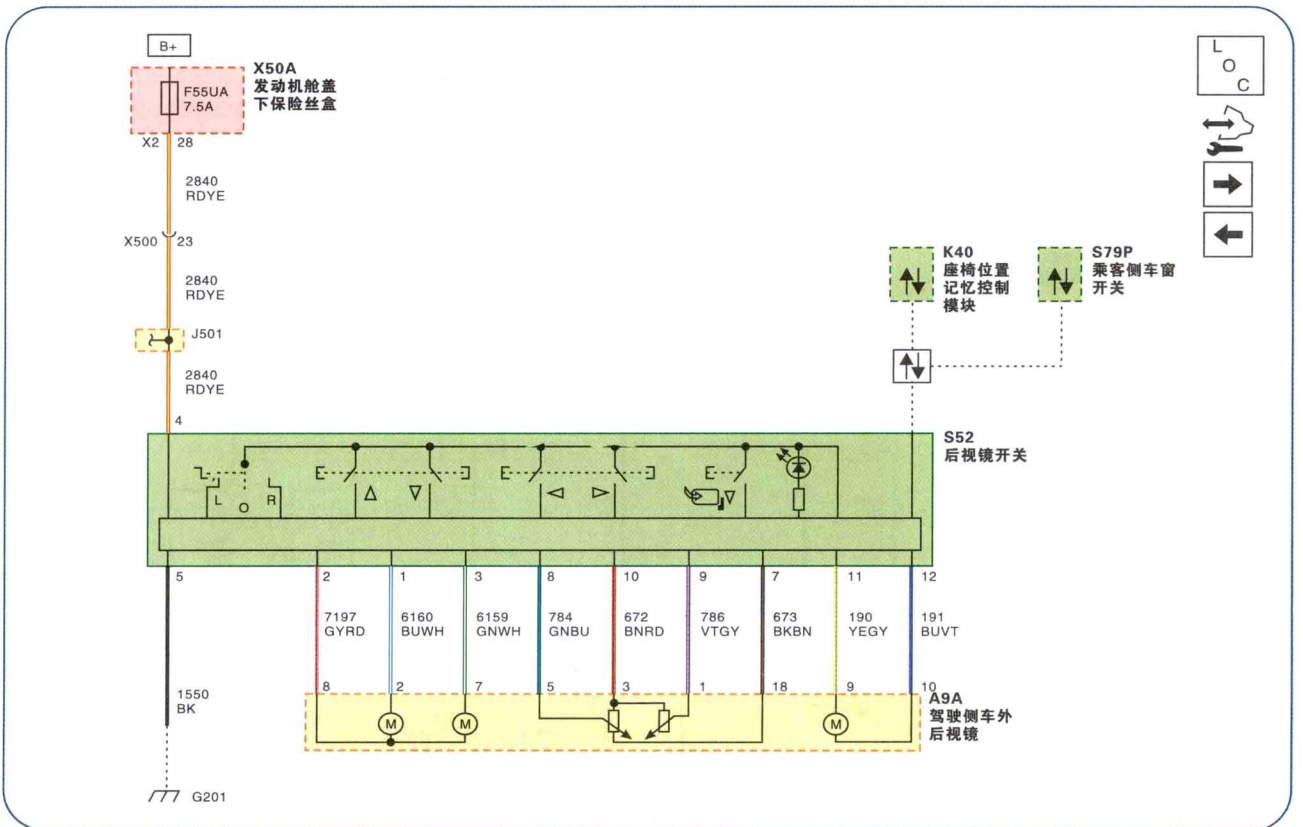 B+
X50A
发动机舱盖
下保险丝盒
F55UA
7.5A
X2 28
2840
RDYE
X500 23
2840
RDYE
J501
2840
RDYE
4
L
O
C
K40
座椅位置
记忆控制
模块
S79P
乘客侧车窗
开关
S52
后视镜开关
L
O
R
5 2 1 3 8 10 9 7 11 12
7197
GYRD
6160
BUWH
6159
GNWH
784
GNBU
672
BNRD
786
VTGY
673
BKBN
190
YEGY
191
BUVT
1550
BK
8 2 7 5 3 1 18 9 10
M M M
A9A
驾驶侧车外
后视镜
G201